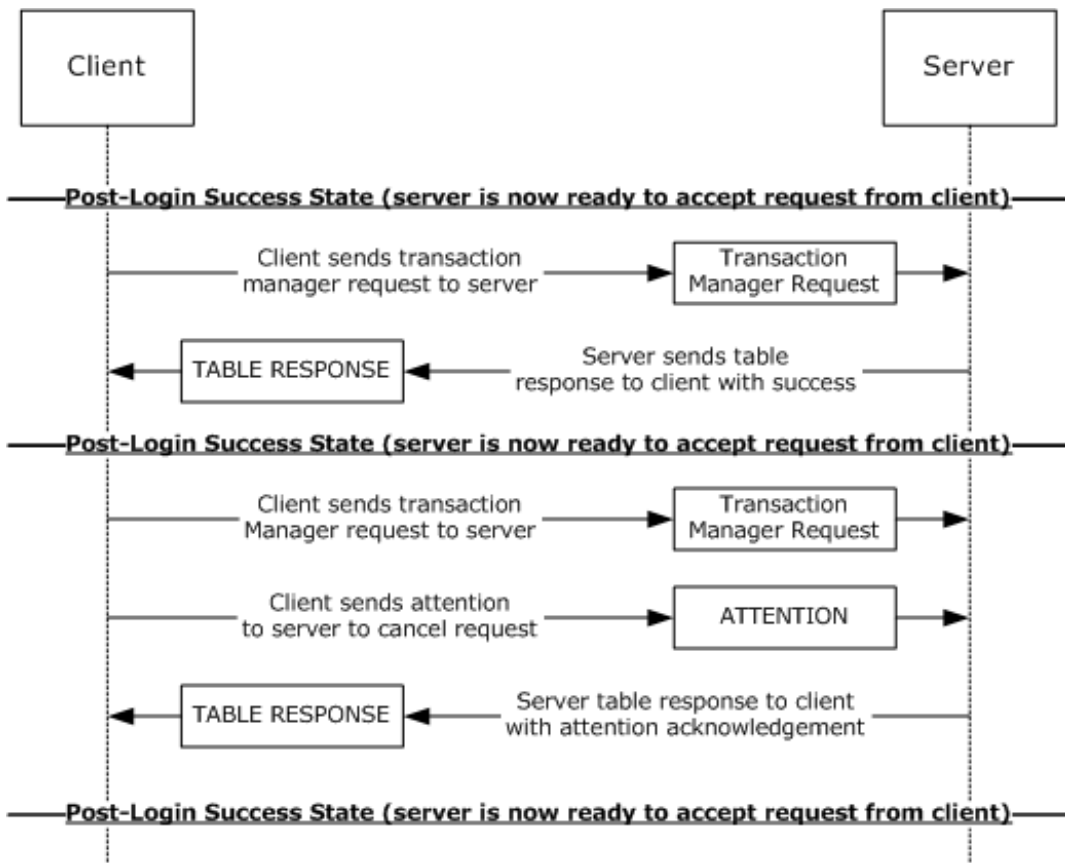 Client
Server
Post-Login Success State (server is now ready to accept request from client)
Client sends transaction
manager request to server
Transaction
Manager Request
TABLE RESPONSE
Server sends table
response to client with success
Post-Login Success State (server is now ready to accept request from client)
Client sends transaction
Manager request to server
Transaction
Manager Request
Client sends attention
to server to cancel request
ATTENTION
TABLE RESPONSE
Server table response to client
with attention acknowledgement
Post-Login Success State (server is now ready to accept request from client)